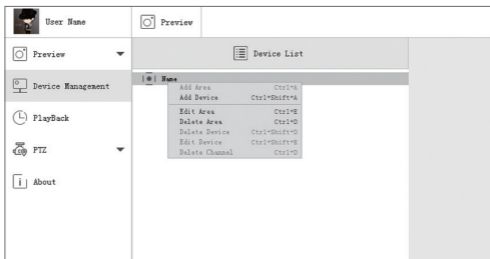 User Name
Preview
Preview
Device List
Device Management
Name
Add Area Ctrl+A
Add Device Ctrl+Shift+A
Edit Area Ctrl+E
Delete Area Ctrl+D
Delete Device Ctrl+Shift+D
Edit Device Ctrl+Shift+E
Delete Channel Ctrl+D
PlayBack
PTZ
About